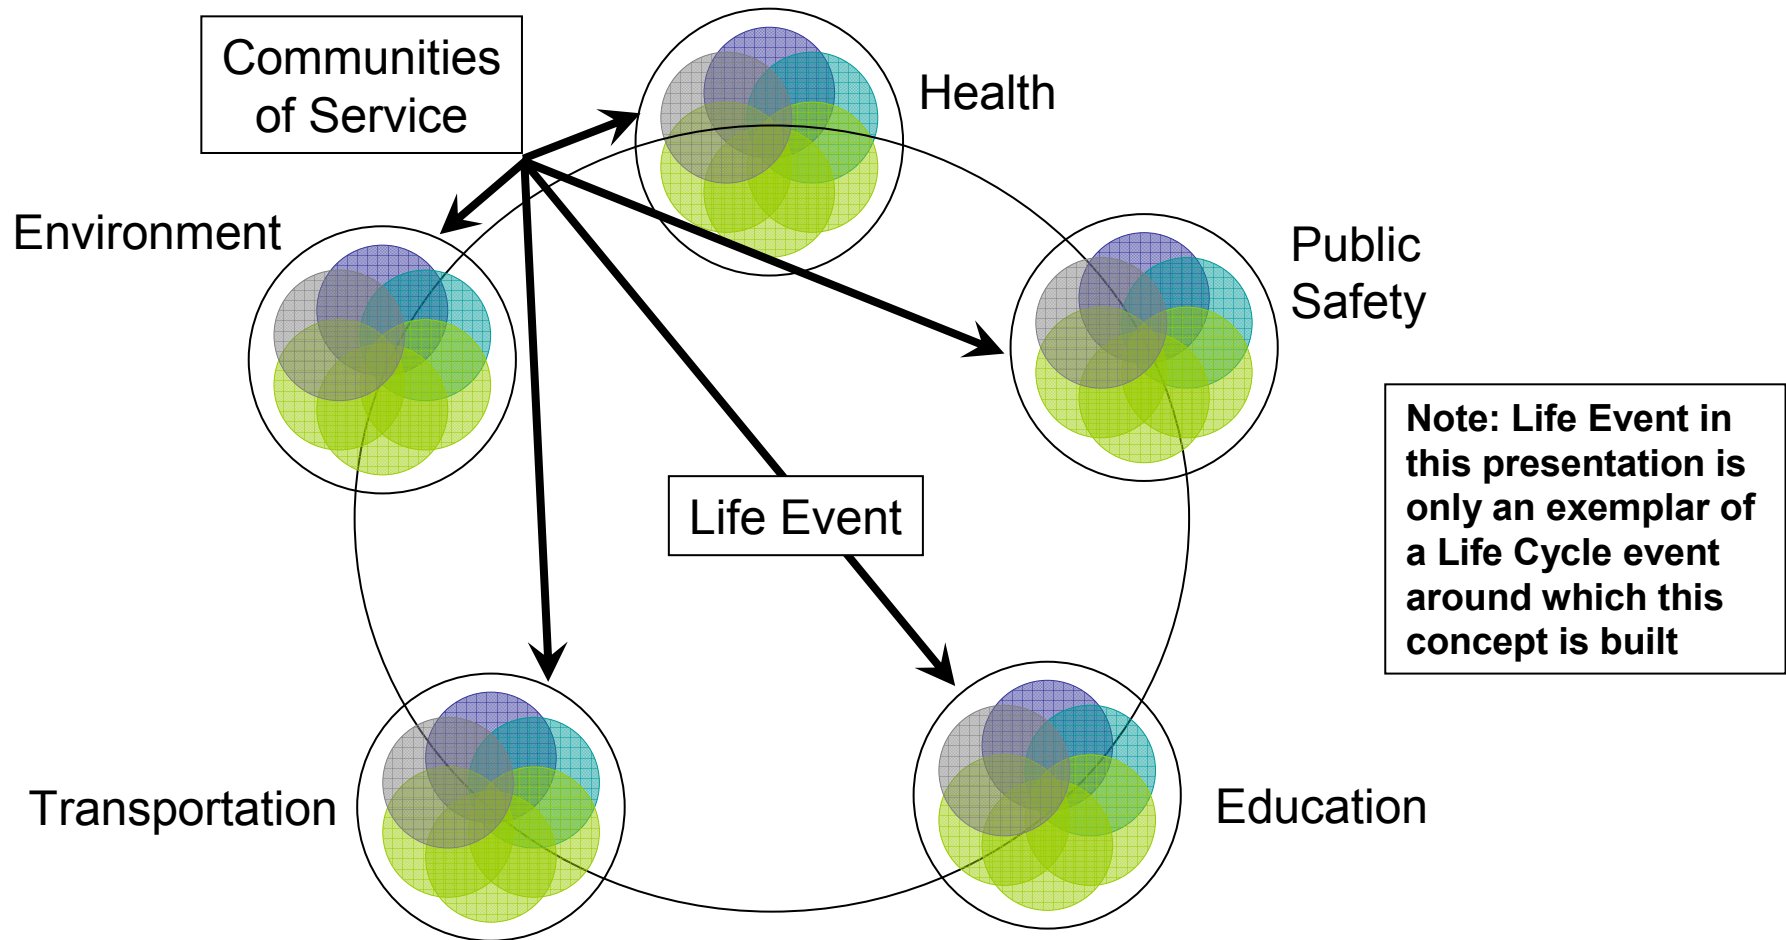 Communities
of Service
Health
Environment
Public
Safety
Note: Life Event in
this presentation is
only an exemplar of
a Life Cycle event
around which this
concept is built
Life Event
Transportation
Education